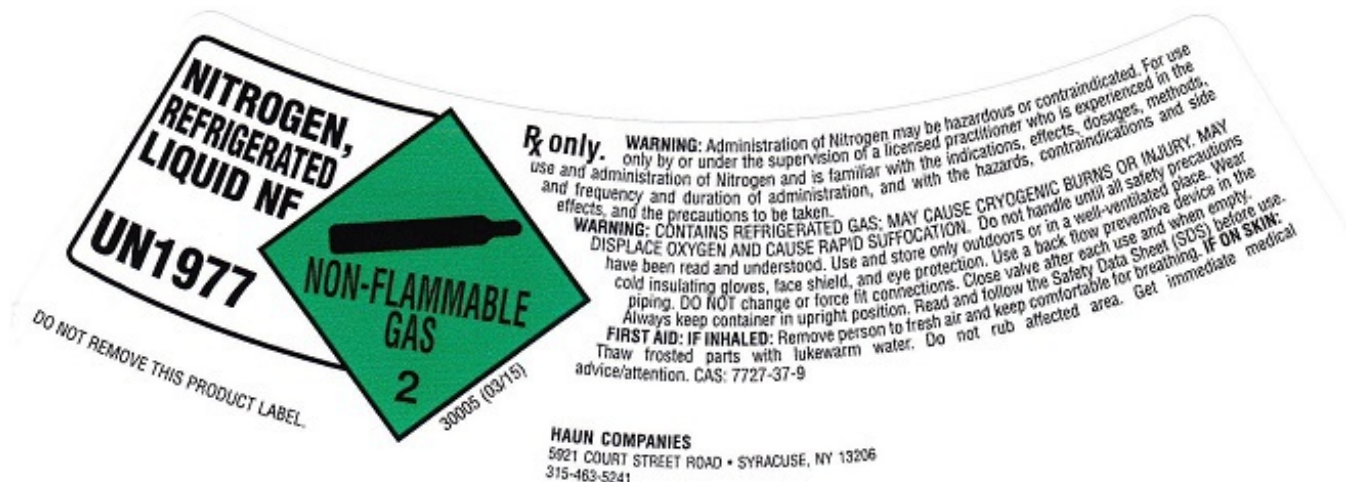 NITROGEN,
REFRIGERATED
LIQUID NF
UN1977
NON-FLAMMABLE
GAS
2
DO NOT REMOVE THIS PRODUCT LABEL.
30005 (03/15)
Rx only. WARNING: Administration of Nitrogen may be hazardous or contraindicated. For use
only by or under the supervision of a licensed practitioner who is experienced in the
use and administration of Nitrogen and is familiar with the indications, effects, dosages, methods,
and frequency and duration of administration, and with the hazards, contraindications and side
effects, and the precautions to be taken.
WARNING: CONTAINS REFRIGERATED GAS; MAY CAUSE CRYOGENIC BURNS OR INJURY. MAY
DISPLACE OXYGEN AND CAUSE RAPID SUFFOCATION. Do not handle until all safety precautions
have been read and understood. Use and store only outdoors or in a well-ventilated place. Wear
cold insulating gloves, face shield, and eye protection. Use a back flow preventive device in the
piping. DO NOT change or force fit connections. Close valve after each use and when empty.
Always keep container in upright position. Read and follow the Safety Data Sheet (SDS) before use.
FIRST AID: IF INHALED: Remove person to fresh air and keep comfortable for breathing. IF ON SKIN:
Thaw frosted parts with lukewarm water. Do not rub affected area. Get immediate medical
advice/attention. CAS: 7727-37-9
HAUN COMPANIES
5921 COURT STREET ROAD • SYRACUSE, NY 13206
315-463-5241